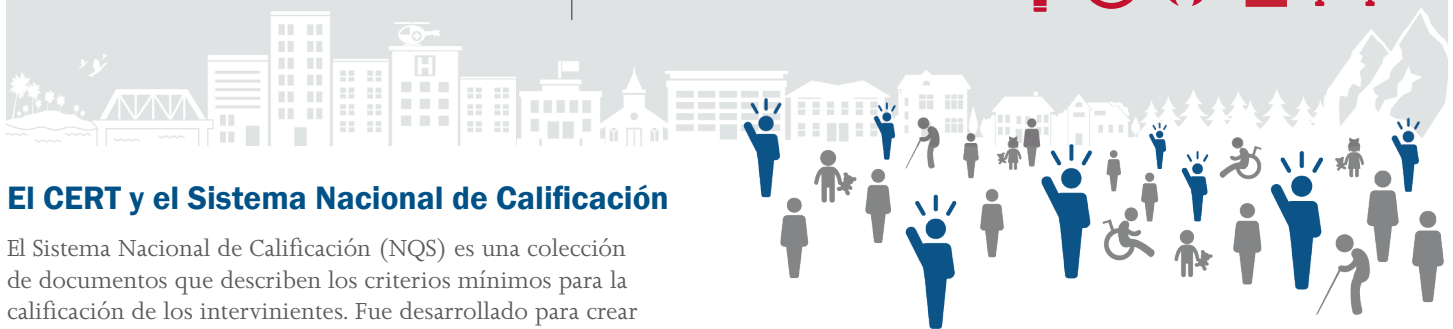 H
El CERT y el Sistema Nacional de Calificación
El Sistema Nacional de Calificación (NQS) es una colección
de documentos que describen los criterios mínimos para la
calificación de los intervinientes. Fue desarrollado para crear